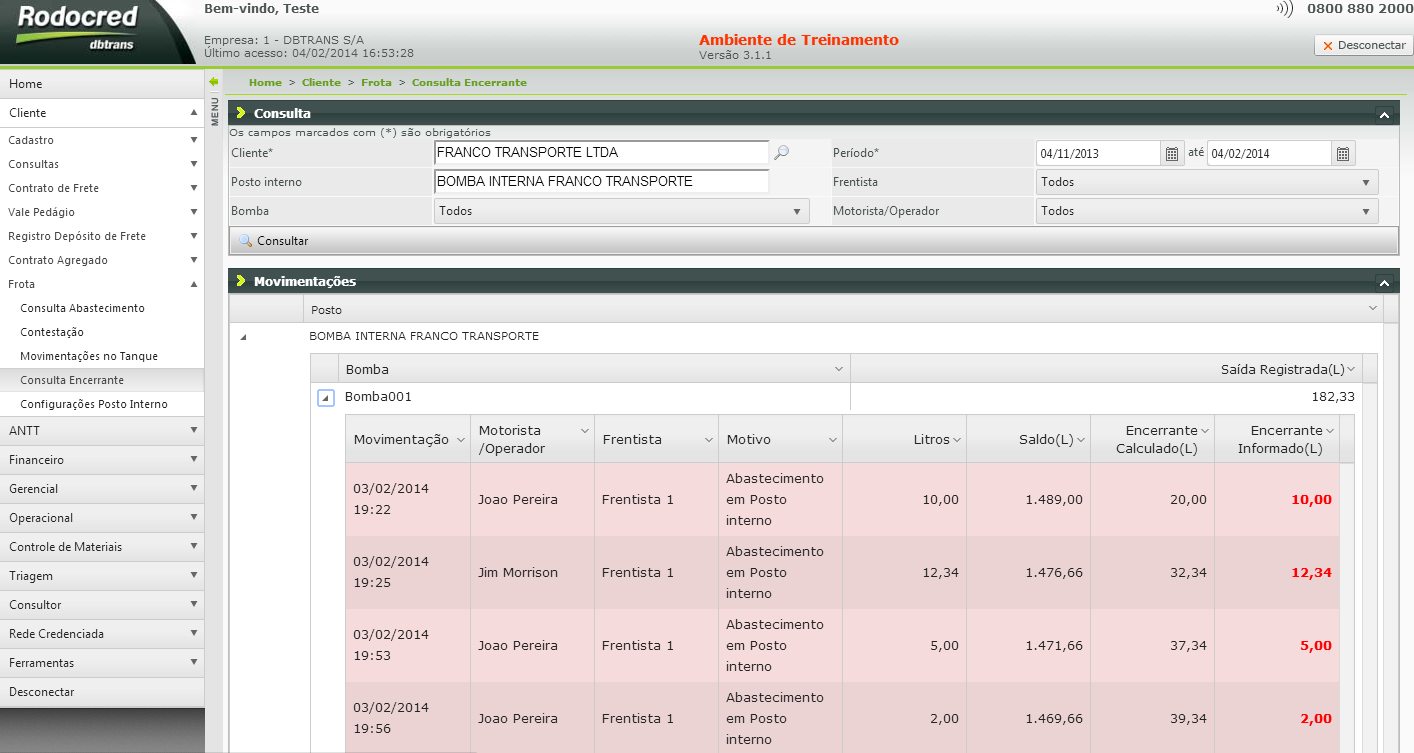 Rodocred
dbtrans
Bem-vindo, Teste
0800 880 2000
Empresa: 1 - DBTRANS S/A
Último acesso: 04/02/2014 16:53:28
Ambiente de Treinamento
Versão 3.1.1
Desconectar
Home
Cliente
Cadastro
Consultas
Contrato de Frete
Vale Pedágio
Registro Depósito de Frete
Contrato Agregado
Frota
Consulta Abastecimento
Contestação
Movimentações no Tanque
Consulta Encerrante
Configurações Posto Interno
ANTT
Financeiro
Gerencial
Operacional
Controle de Materiais
Triagem
Consultor
Rede Credenciada
Ferramentas
Desconectar
MENU
Home > Cliente > Frota > Consulta Encerrante
Consulta
Os campos marcados com (*) são obrigatórios
Cliente* FRANCO TRANSPORTE LTDA Período* 04/11/2013 até 04/02/2014
Posto interno BOMBA INTERNA FRANCO TRANSPORTE Frentista Todos
Bomba Todos Motorista/Operador Todos
Consultar
Movimentações
Posto
BOMBA INTERNA FRANCO TRANSPORTE
Bomba Saída Registrada(L)
Bomba001 182,33
Movimentação Motorista /Operador Frentista Motivo Litros Saldo(L) Encerrante Calculado(L) Encerrante Informado(L)
03/02/2014 19:22 Joao Pereira Frentista 1 Abastecimento em Posto interno 10,00 1.489,00 20,00 10,00
03/02/2014 19:25 Jim Morrison Frentista 1 Abastecimento em Posto interno 12,34 1.476,66 32,34 12,34
03/02/2014 19:53 Joao Pereira Frentista 1 Abastecimento em Posto interno 5,00 1.471,66 37,34 5,00
03/02/2014 19:56 Joao Pereira Frentista 1 Abastecimento em Posto interno 2,00 1.469,66 39,34 2,00